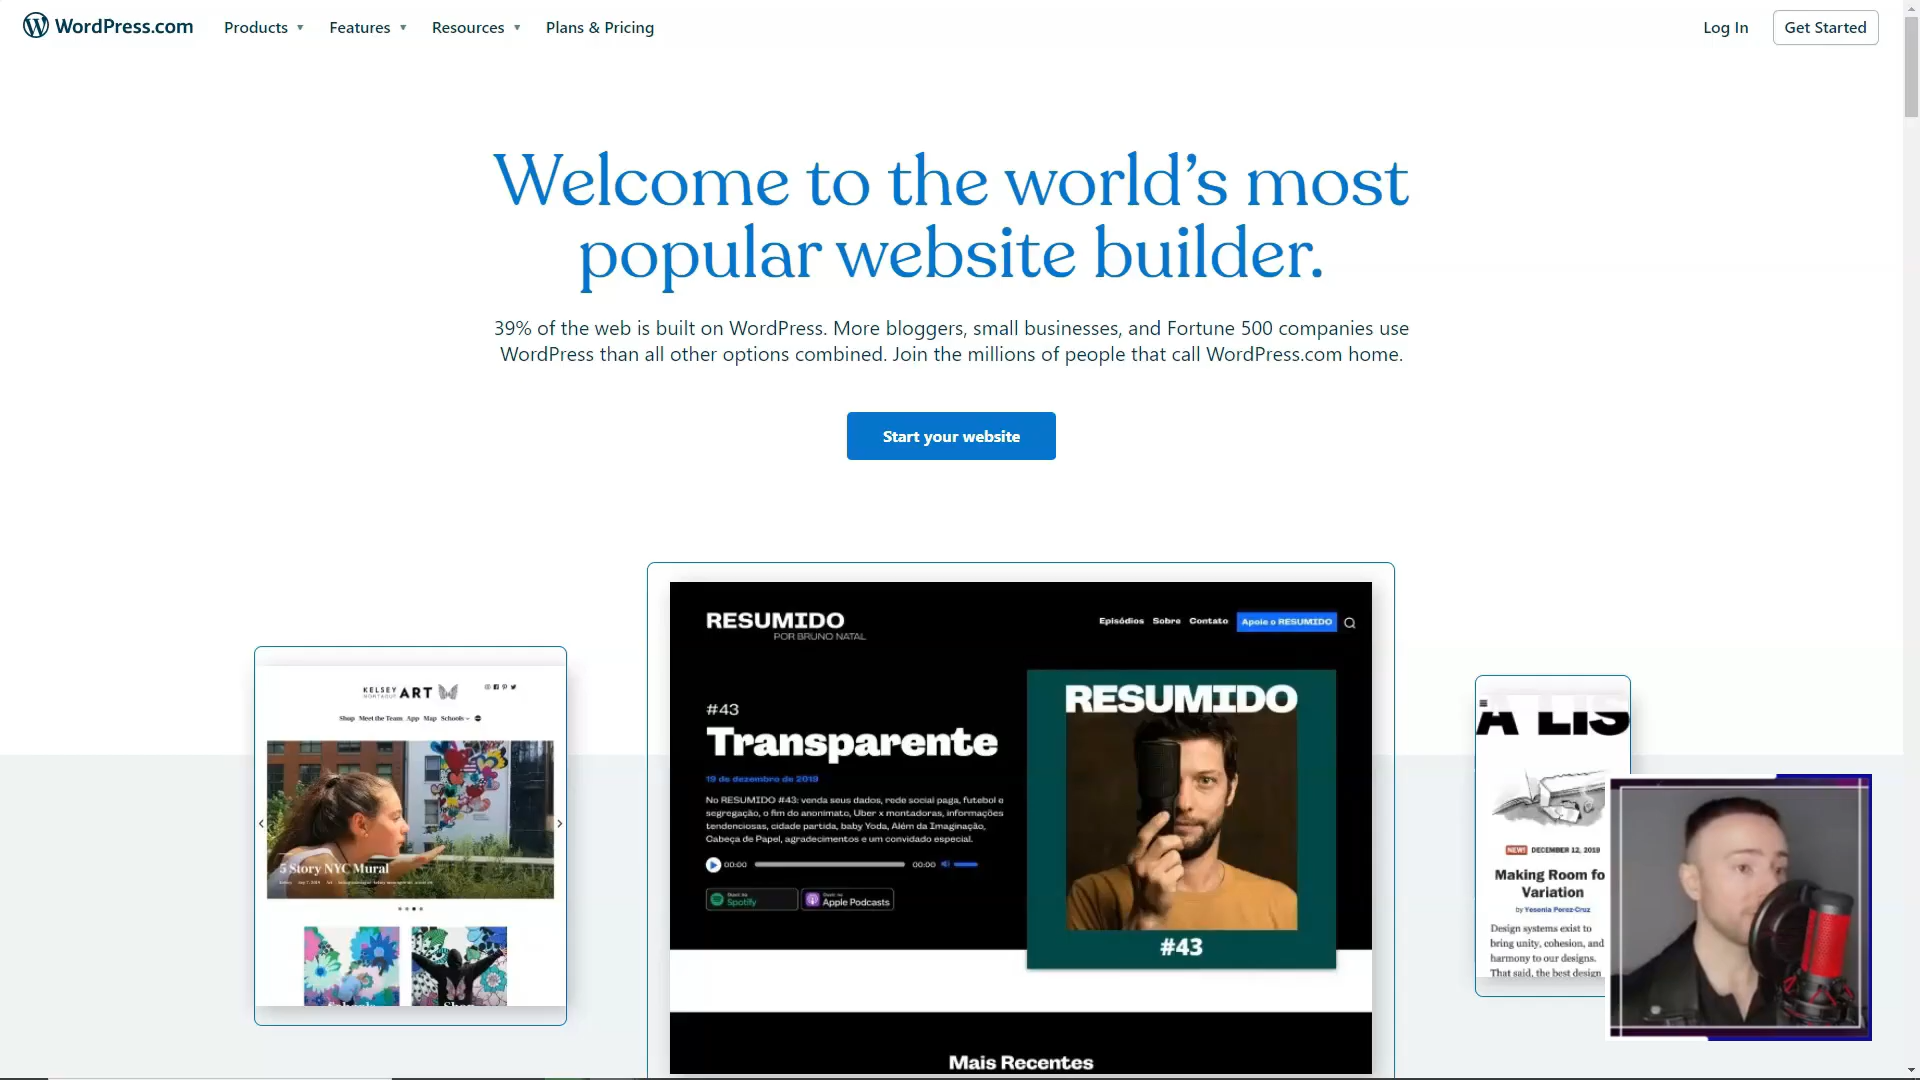 WordPress.com
Products
Features
Resources
Plans & Pricing
Log In
Get Started
Welcome to the world's most
popular website builder.
39% of the web is built on WordPress. More bloggers, small businesses, and Fortune 500 companies use
WordPress than all other options combined. Join the millions of people that call WordPress.com home.
Start your website
KELSEY
MONTAGUE
ART
Shop Meet the Team App Map Schools
5 Story NYC Mural
RESUMIDO
POR BRUNO NATAL
Episódios Sobre Contato Apoie o RESUMIDO
#43
Transparente
19 de dezembro de 2019
No RESUMIDO #43: venda seus dados, rede social paga, futebol e
segregação, o fim do anonimato, Uber x montadoras, informações
tendenciosas, cidade partida, baby Yoda, Além da Imaginação,
Cabeça de Papel, agradecimentos e um convidado especial.
00:00
00:00
Spotify
Apple Podcasts
RESUMIDO
#43
Mais Recentes
A LIS
NEW! DECEMBER 12, 2019
Making Room fo
Variation
by Yesenia Perez-Cruz
Design systems exist to
bring unity, cohesion, and
harmony to our designs.
That said, the best design